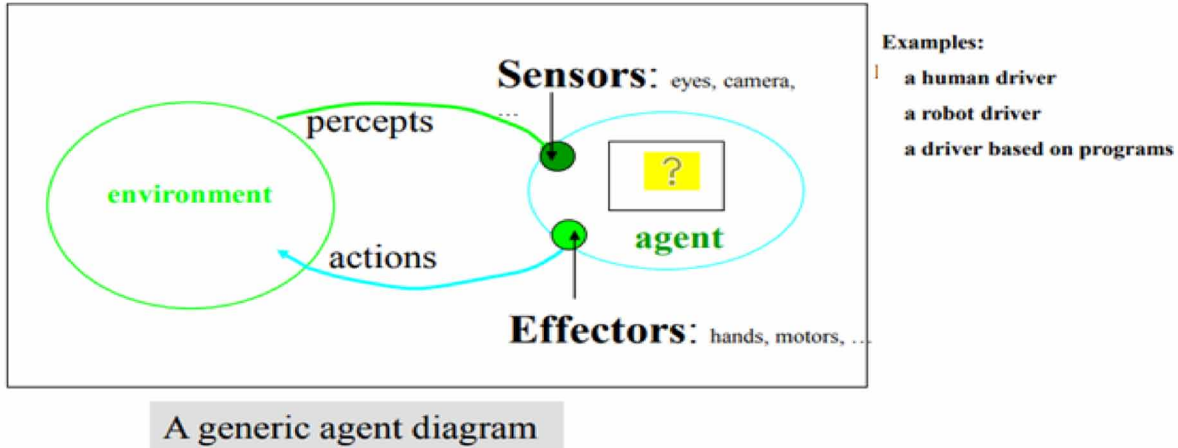 Sensors: eyes, camera,
...
percepts
environment
?
agent
actions
Effectors: hands, motors, ...
Examples:
a human driver
a robot driver
a driver based on programs
A generic agent diagram